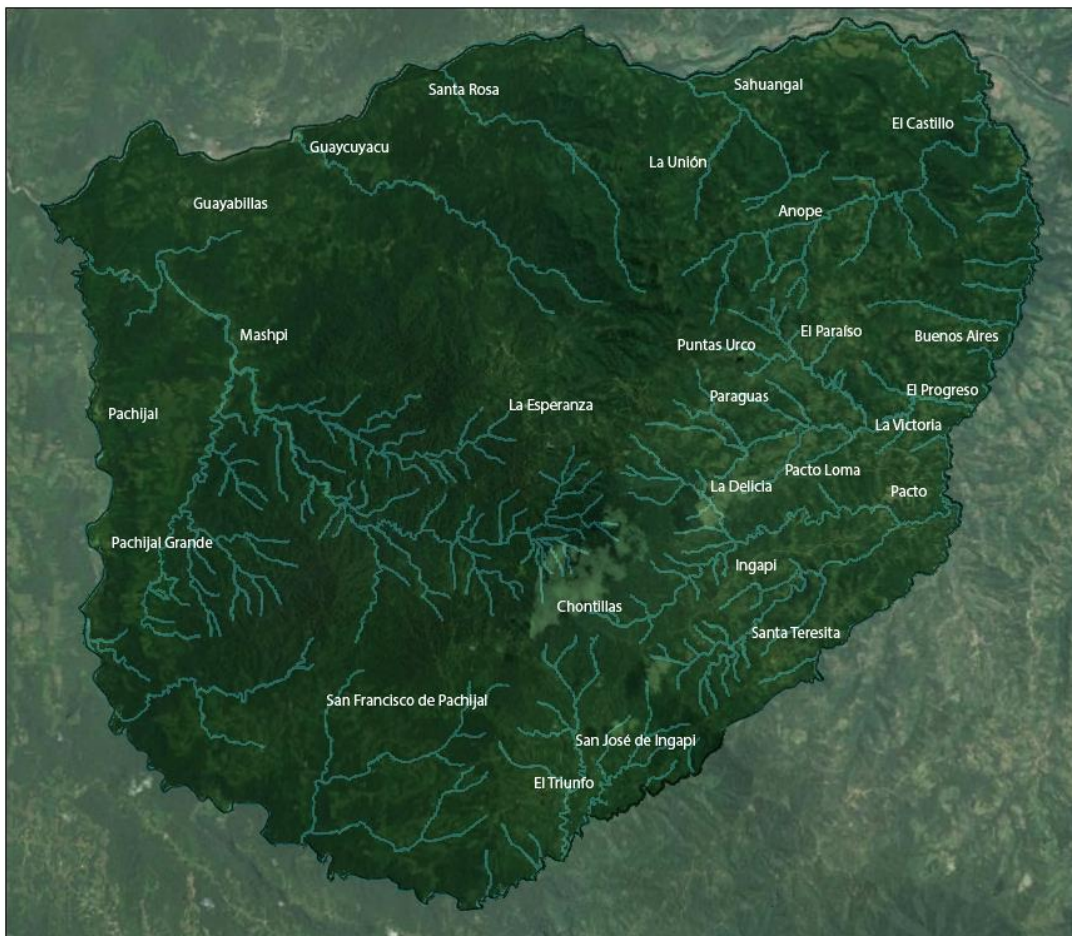 Sahuangal
Santa Rosa
El Castillo
Guaycuyacu
La Unión
Guayabillas
Anope
El Paraíso
Mashpi
Buenos Aires
Puntas Urco
El Progreso
Paraguas
La Esperanza
Pachijal
La Victoria
Pacto Loma
La Delicia
Pacto
Pachijal Grande
Ingapi
Chontillas
Santa Teresita
San Francisco de Pachijal
San José de Ingapi
El Triunfo